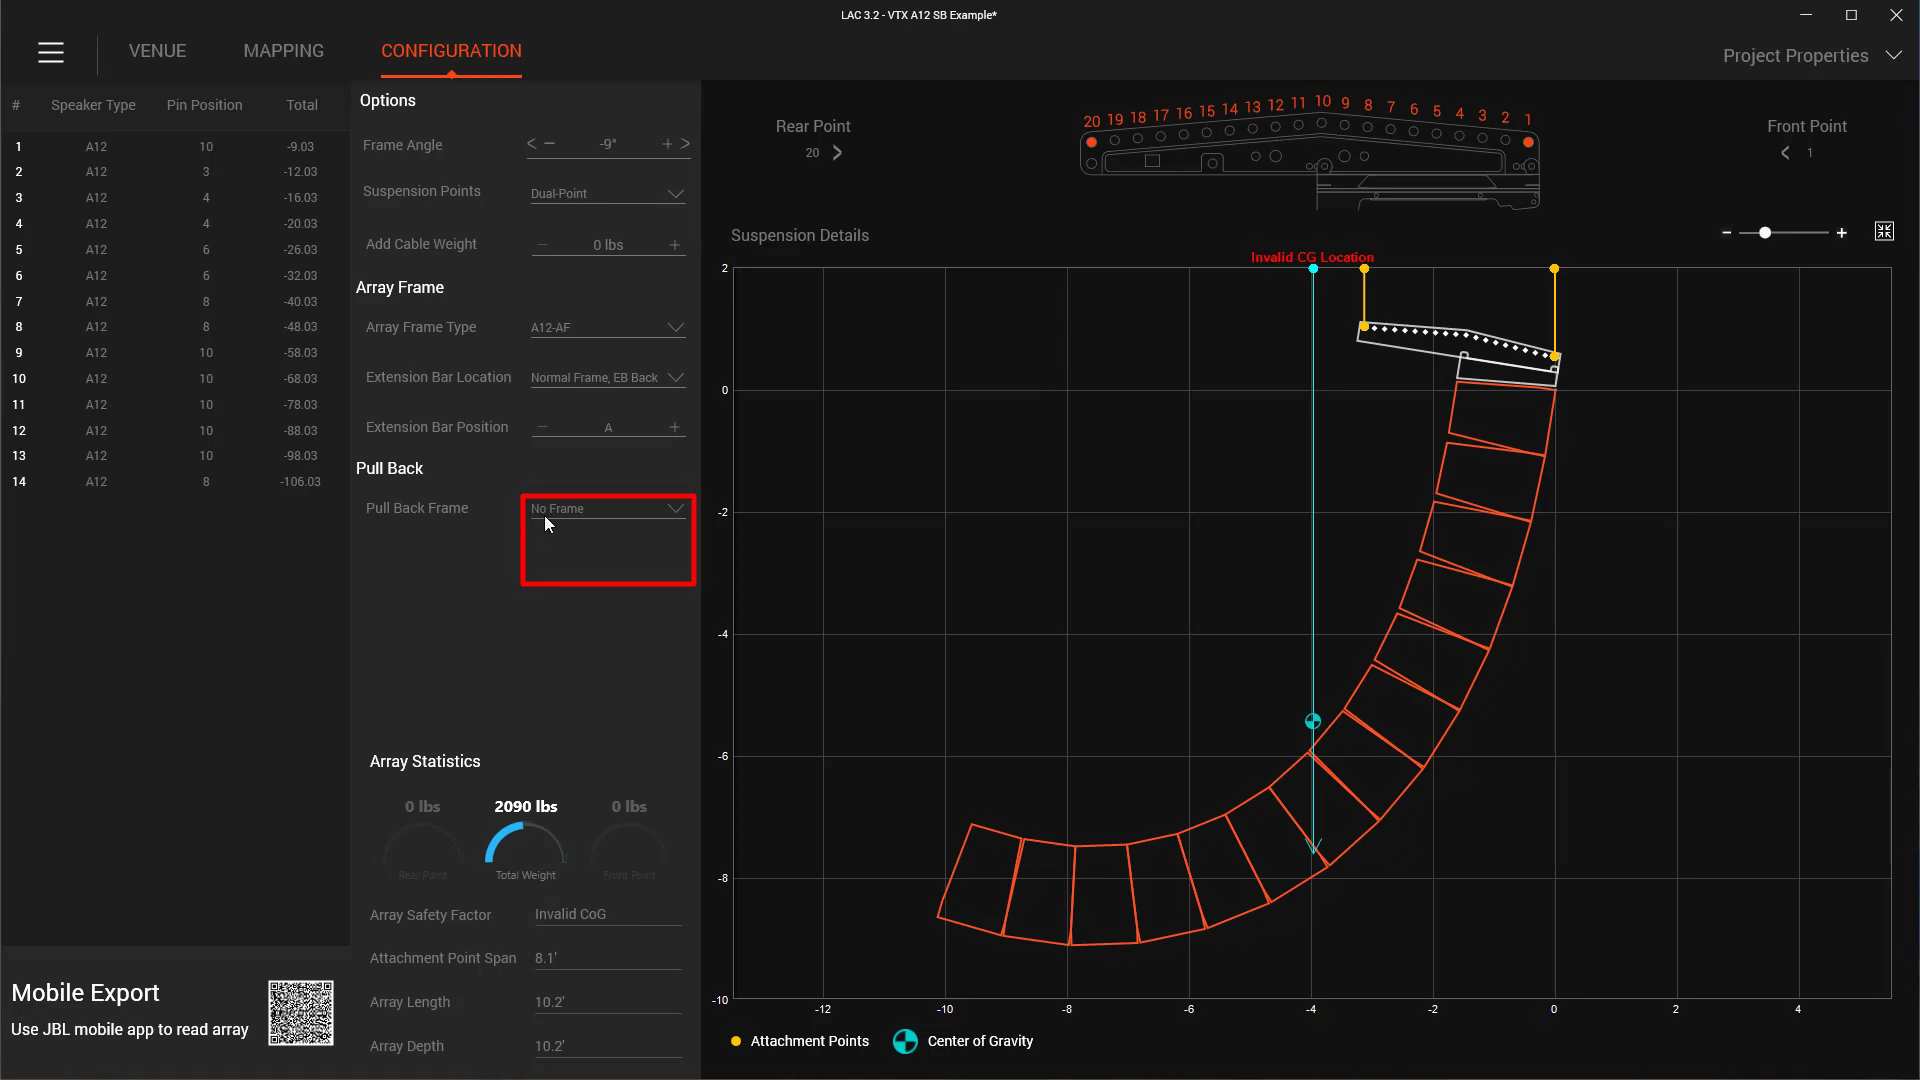 LAC 3.2 - VTX A12 SB Example*
VENUE MAPPING CONFIGURATION Project Properties
# Speaker Type Pin Position Total
1 A12 10 -9.03
2 A12 3 -12.03
3 A12 4 -16.03
4 A12 4 -20.03
5 A12 6 -26.03
6 A12 6 -32.03
7 A12 8 -40.03
8 A12 8 -48.03
9 A12 10 -58.03
10 A12 10 -68.03
11 A12 10 -78.03
12 A12 10 -88.03
13 A12 10 -98.03
14 A12 8 -106.03
Mobile Export
Use JBL mobile app to read array
Options
Frame Angle < − -9° + >
Suspension Points Dual-Point
Add Cable Weight − 0 lbs +
Array Frame
Array Frame Type A12-AF
Extension Bar Location Normal Frame, EB Back
Extension Bar Position − A +
Pull Back
Pull Back Frame No Frame
Array Statistics
0 lbs 2090 lbs 0 lbs
Rear Point Total Weight Front Point
Array Safety Factor Invalid CoG
Attachment Point Span 8.1'
Array Length 10.2'
Array Depth 10.2'
20 19 18 17 16 15 14 13 12 11 10 9 8 7 6 5 4 3 2 1
Rear Point
20 >
Front Point
< 1
Suspension Details
Invalid CG Location
2
0
-2
-4
-6
-8
-10
-12 -10 -8 -6 -4 -2 0 2 4
Attachment Points Center of Gravity